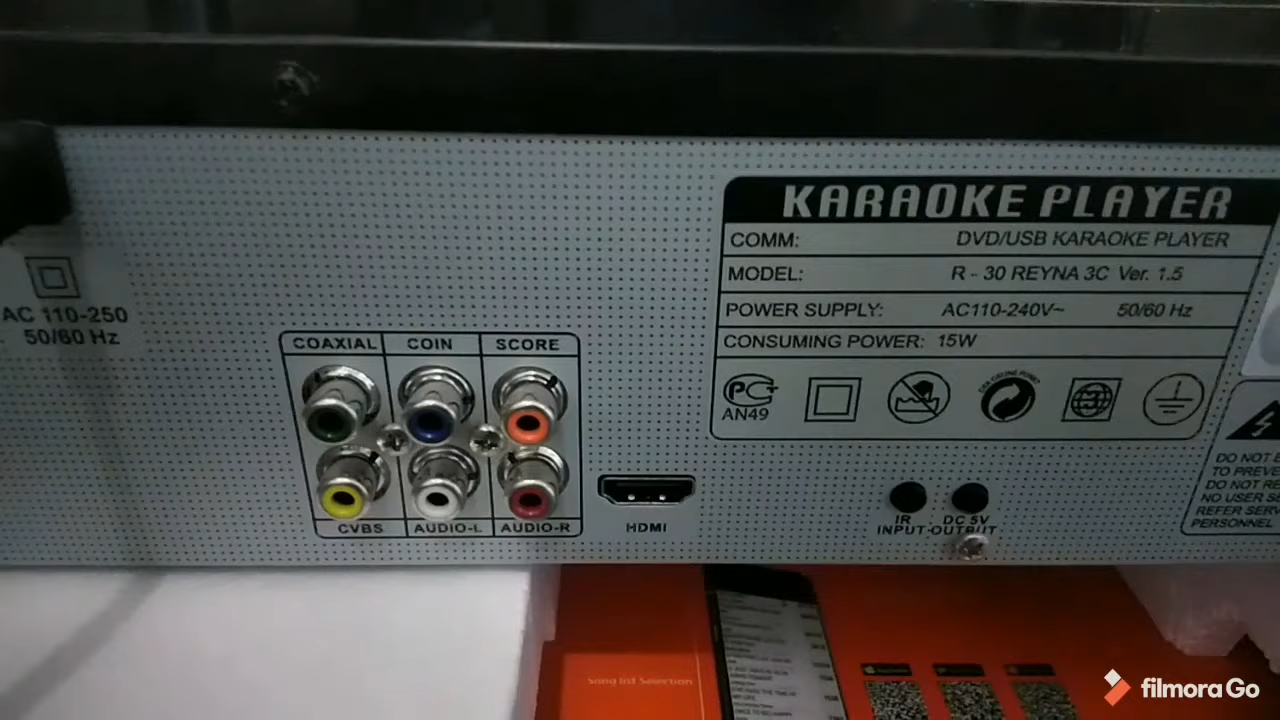 KARAOKE PLAYER
COMM: DVD/USB KARAOKE PLAYER
MODEL: R - 30 REYNA 3C Ver. 1.5
POWER SUPPLY: AC110-240V~ 50/60 Hz
CONSUMING POWER: 15W
AN49
AC 110-250
50/60 Hz
COAXIAL COIN SCORE
CVBS AUDIO-L AUDIO-R
HDMI
IR DC 5V
INPUT-OUTPUT
DO NOT
TO PREVE
DO NOT RE
NO USER S
REFER SERV
PERSONNEL
Song list Selection
filmoraGo